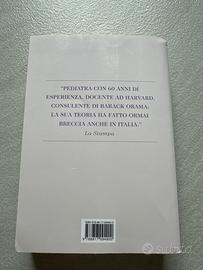 "PEDIATRA CON 60 ANNI DI
ESPERIENZA, DOCENTE AD HARVARD,
CONSULENTE DI BARACK OBAMA:
LA SUA TEORIA HA FATTO ORMAI
BRECCIA ANCHE IN ITALIA."
La Stampa
subito